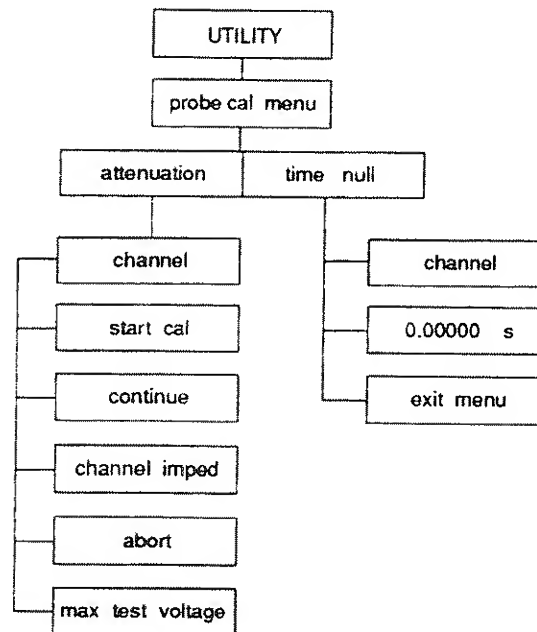 UTILITY
probe cal menu
attenuation
time null
channel
start cal
continue
channel imped
abort
max test voltage
channel
0.00000 s
exit menu